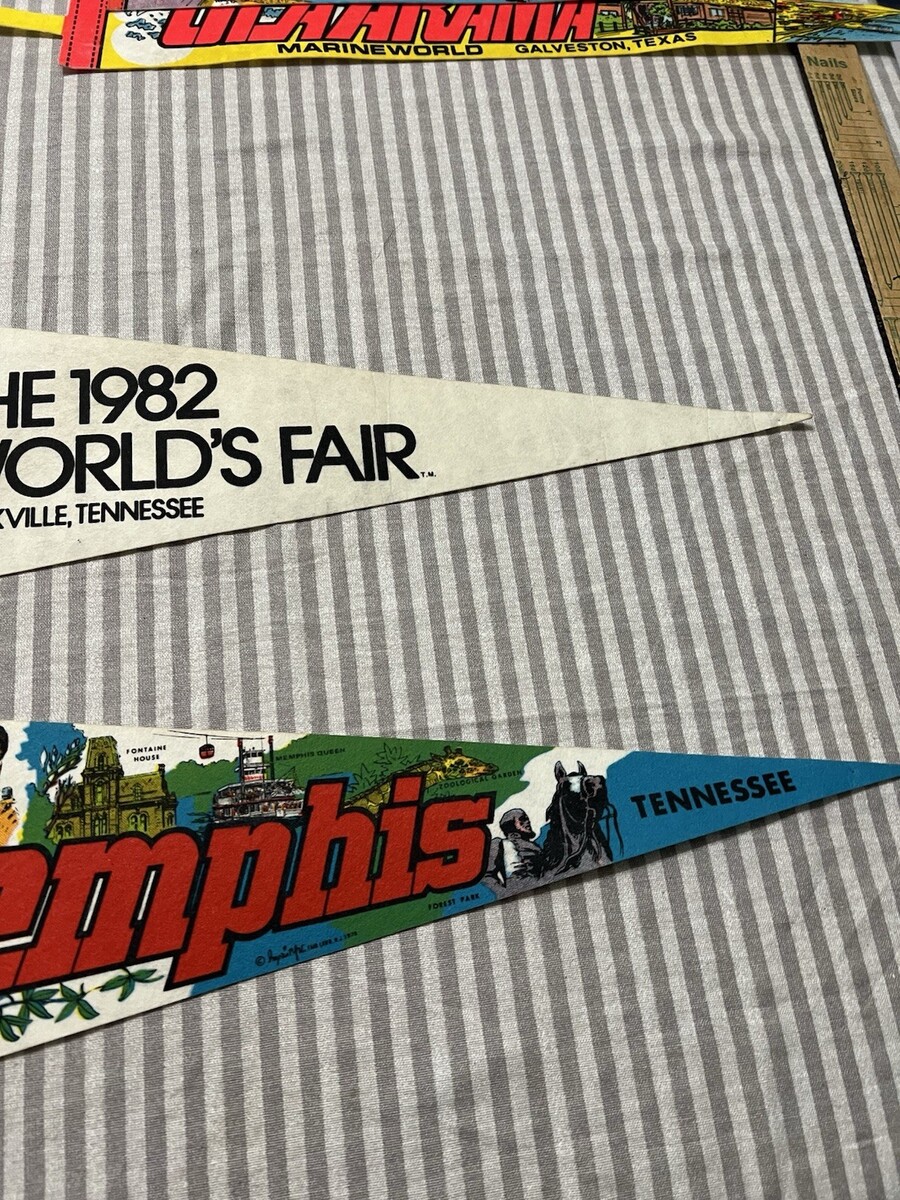 MARINEWORLD GALVESTON, TEXAS
Nails
HE 1982
WORLD'S FAIR T.M.
XVILLE, TENNESSEE
FONTAINE
HOUSE
MEMPHIS QUEEN
ZOOLOGICAL GARDEN
TENNESSEE
emphis
FOREST PARK
©